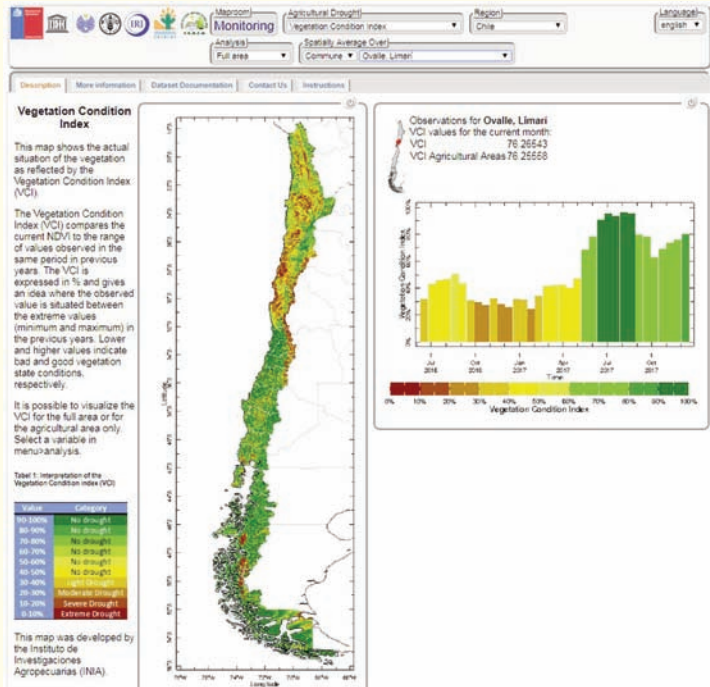 Maproom
Monitoring
Agricultural Drought
Vegetation Condition Index
Region
Chile
Language
english
Analysis
Full area
Spatially Average Over
Commune
Ovalle, Limari
Description
More information
Dataset Documentation
Contact Us
Instructions
Vegetation Condition
Index
This map shows the actual
situation of the vegetation
as reflected by the
Vegetation Condition Index
(VCI).
The Vegetation Condition
Index (VCI) compares the
current NDVI to the range
of values observed in the
same period in previous
years. The VCI is
expressed in % and gives
an idea where the observed
value is situated between
the extreme values
(minimum and maximum) in
the previous years. Lower
and higher values indicate
bad and good vegetation
state conditions,
respectively.
It is possible to visualize the
VCI for the full area or for
the agricultural area only.
Select a variable in
menu>analysis.
Tabel 1: Interpretation of the
Vegetation Condition index (VCI)
Value Category
90-100% No drought
80-90% No drought
70-80% No drought
60-70% No drought
50-60% No drought
40-50% No drought
30-40% Light Drought
20-30% Moderate Drought
10-20% Severe Drought
0-10% Extreme Drought
This map was developed by
the Instituto de
Investigaciones
Agropecuarias (INIA).
Latitude
Longitude
Observations for Ovalle, Limari
VCI values for the current month:
VCI 76.26543
VCI Agricultural Areas 76.25558
Vegetation Condition Index
0% 20% 40% 60% 80% 100%
Jul 2016 Oct 2016 Jan 2017 Apr 2017 Jul 2017 Oct 2017
Time
0% 10% 20% 30% 40% 50% 60% 70% 80% 90% 100%
Vegetation Condition Index